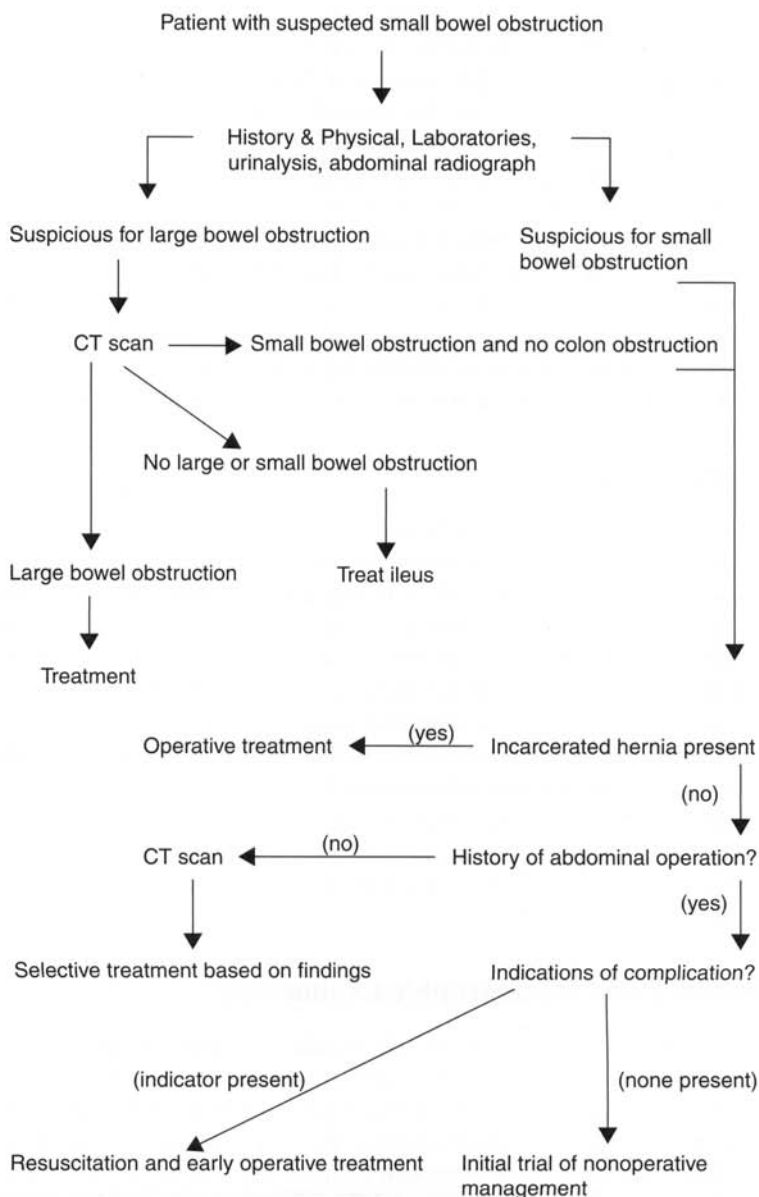 Patient with suspected small bowel obstruction
History & Physical, Laboratories,
urinalysis, abdominal radiograph
Suspicious for large bowel obstruction
Suspicious for small
bowel obstruction
CT scan
Small bowel obstruction and no colon obstruction
No large or small bowel obstruction
Large bowel obstruction
Treat ileus
Treatment
Operative treatment
(yes)
Incarcerated hernia present
(no)
CT scan
(no)
History of abdominal operation?
(yes)
Selective treatment based on findings
Indications of complication?
(indicator present)
(none present)
Resuscitation and early operative treatment
Initial trial of nonoperative
management